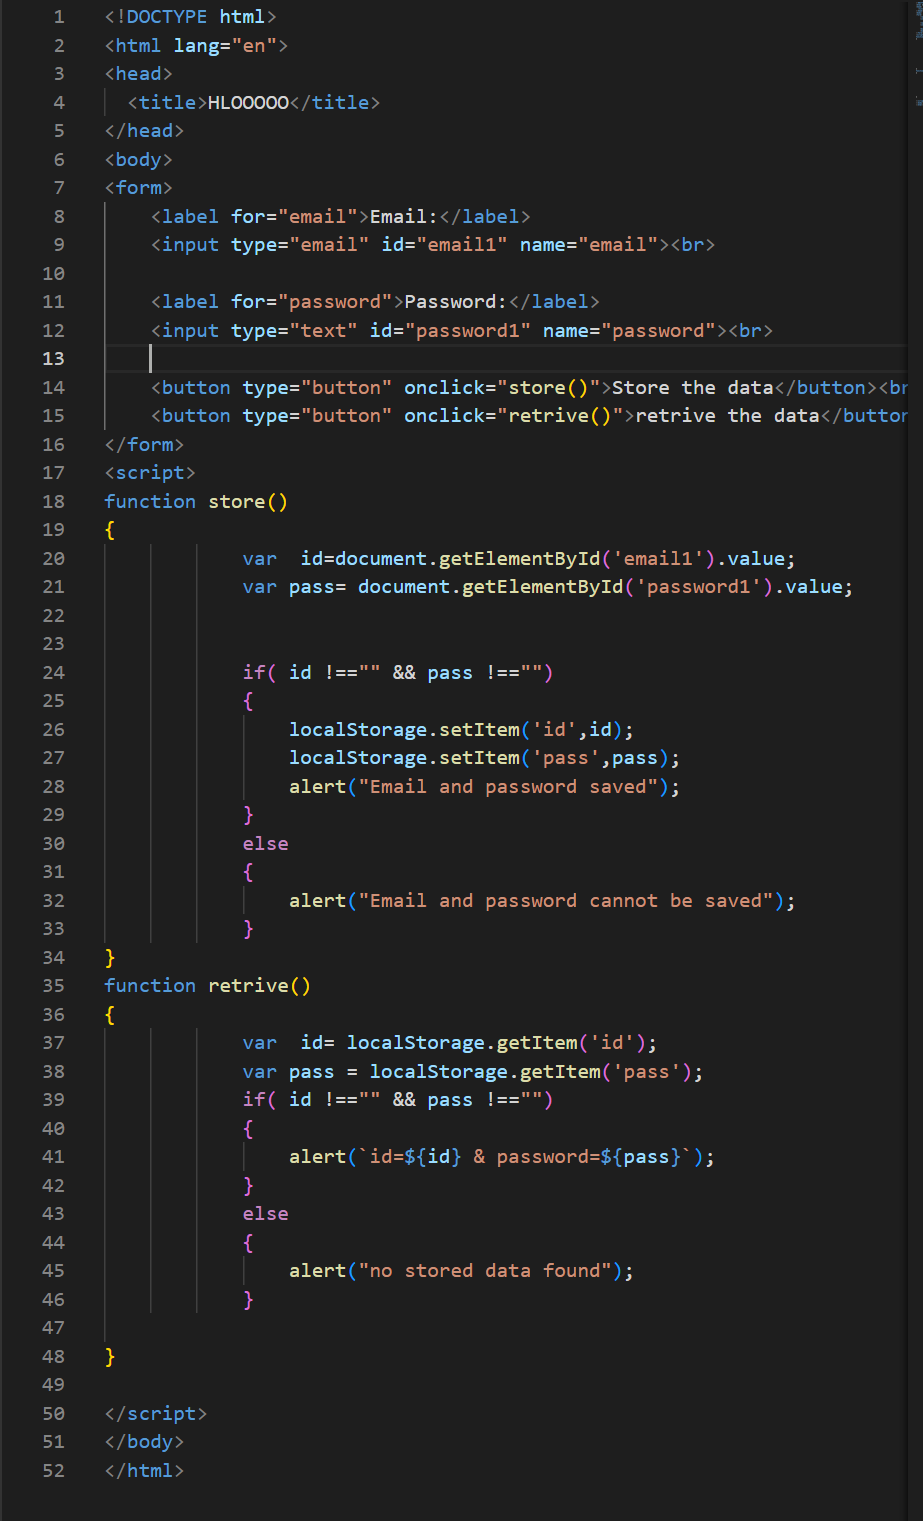 1 <!DOCTYPE html>
2 <html lang="en">
3 <head>
4   <title>HLOOOOO</title>
5 </head>
6 <body>
7 <form>
8     <label for="email">Email:</label>
9     <input type="email" id="email1" name="email"><br>
10
11     <label for="password">Password:</label>
12     <input type="text" id="password1" name="password"><br>
13
14     <button type="button" onclick="store()">Store the data</button><br
15     <button type="button" onclick="retrive()">retrive the data</button
16 </form>
17 <script>
18 function store()
19 {
20             var  id=document.getElementById('email1').value;
21             var pass= document.getElementById('password1').value;
22
23
24             if( id !=="" && pass !=="")
25             {
26                 localStorage.setItem('id',id);
27                 localStorage.setItem('pass',pass);
28                 alert("Email and password saved");
29             }
30             else
31             {
32                 alert("Email and password cannot be saved");
33             }
34 }
35 function retrive()
36 {
37             var  id= localStorage.getItem('id');
38             var pass = localStorage.getItem('pass');
39             if( id !=="" && pass !=="")
40             {
41                 alert(`id=${id} & password=${pass}`);
42             }
43             else
44             {
45                 alert("no stored data found");
46             }
47
48 }
49
50 </script>
51 </body>
52 </html>